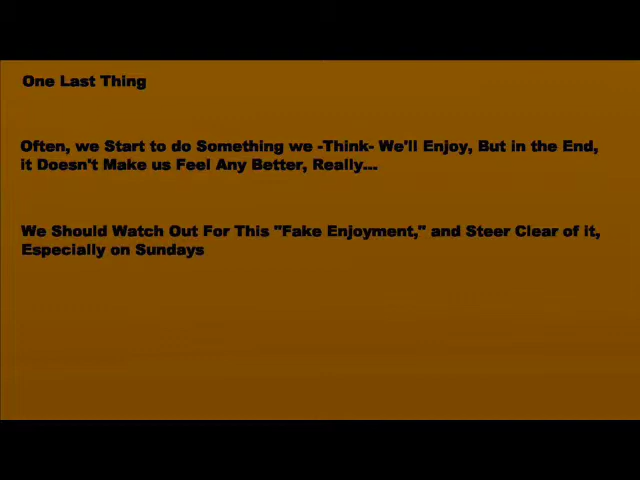 One Last Thing
Often, we Start to do Something we -Think- We'll Enjoy, But in the End,
it Doesn't Make us Feel Any Better, Really...
We Should Watch Out For This "Fake Enjoyment," and Steer Clear of it,
Especially on Sundays